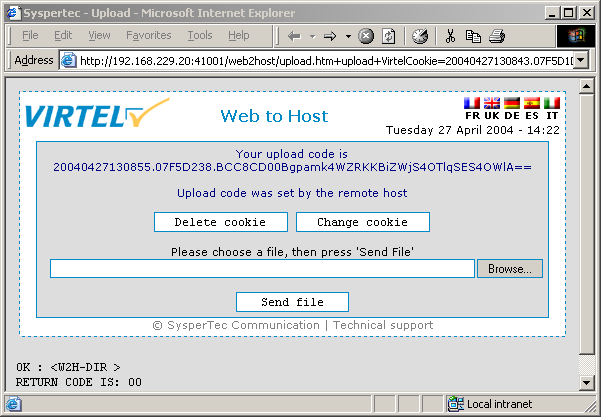 Syspertec - Upload - Microsoft Internet Explorer
File Edit View Favorites Tools Help
Address http://192.168.229.20:41001/web2host/upload.htm+upload+VirtelCookie=20040427130843.07F5D1D
VIRTEL
Web to Host
FR UK DE ES IT
Tuesday 27 April 2004 - 14:22
Your upload code is
20040427130855.07F5D238.BCC8CD00Bgpamk4WZRKKBiZWjS4OTlqSES4OWlA==
Upload code was set by the remote host
Delete cookie Change cookie
Please choose a file, then press 'Send File'
Browse...
Send file
© SysperTec Communication | Technical support
OK : <W2H-DIR >
RETURN CODE IS: 00
Local intranet